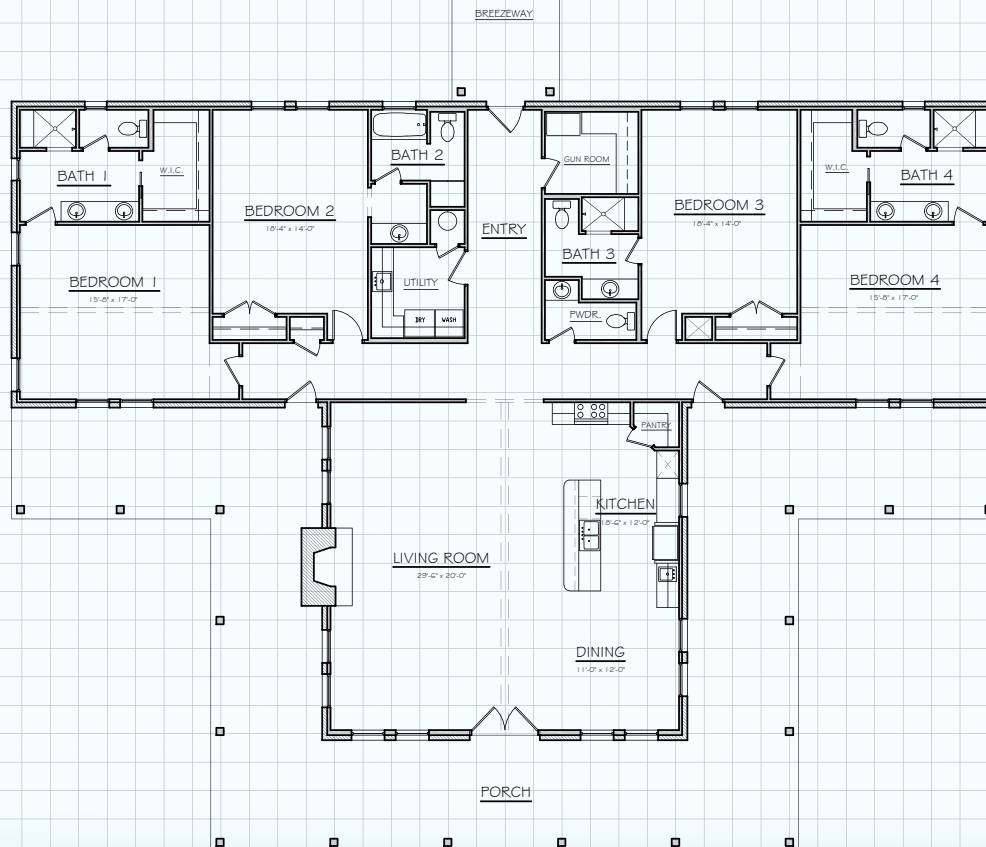 BREEZEWAY
BATH 1
W.I.C.
BEDROOM 2
18'-4" x 14'-0"
BATH 2
ENTRY
GUN ROOM
BEDROOM 3
18'-4" x 14'-0"
W.I.C.
BATH 4
BEDROOM 1
15'-8" x 17'-0"
UTILITY
DRY
WASH
BATH 3
PWDR.
BEDROOM 4
15'-8" x 17'-0"
PANTRY
KITCHEN
18'-6" x 12'-0"
LIVING ROOM
29'-6" x 20'-0"
DINING
11'-0" x 12'-0"
PORCH